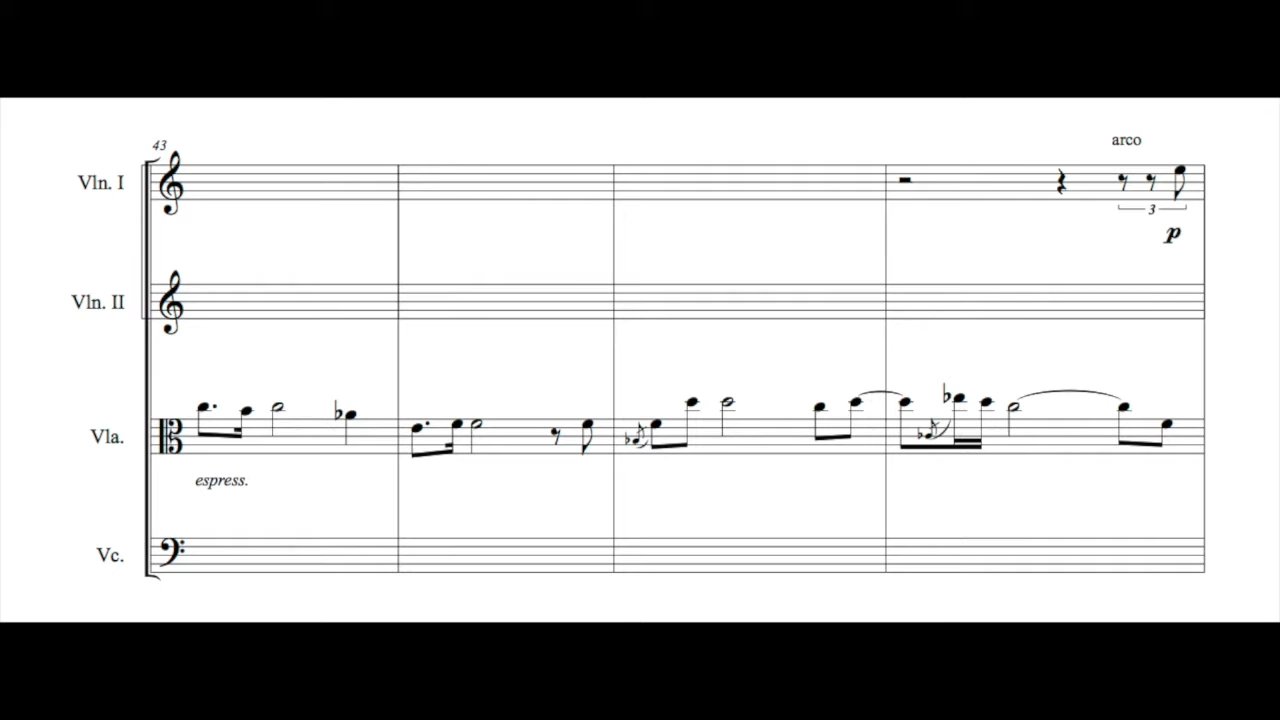 43
arco
Vln. I
3
p
Vln. II
Vla.
espress.
Vc.